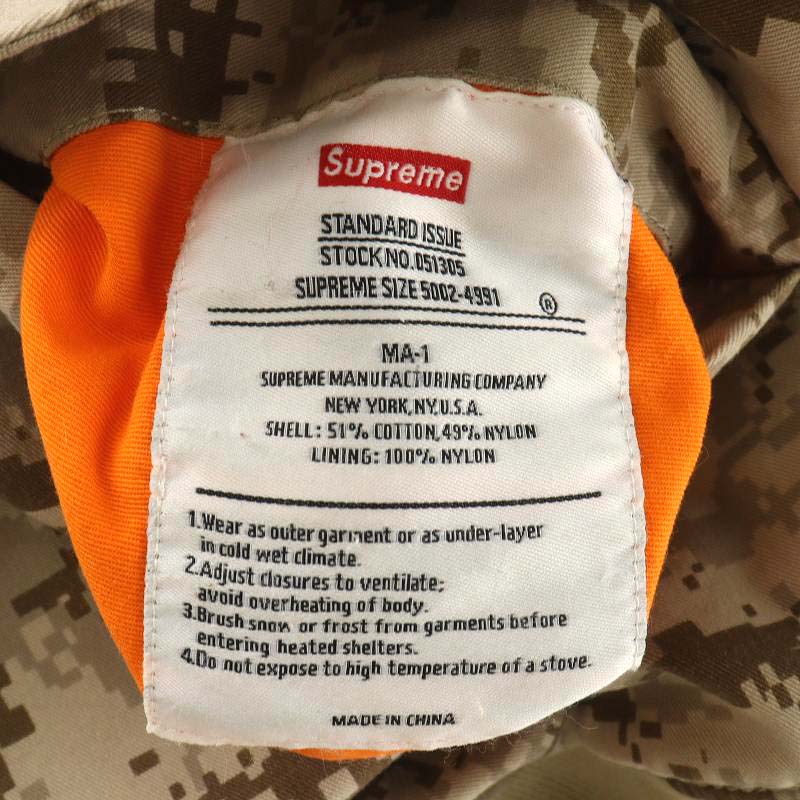 Supreme
STANDARD ISSUE
STOCK NO. 051305
SUPREME SIZE 5002-4991 ®
MA-1
SUPREME MANUFACTURING COMPANY
NEW YORK, NY, U.S.A.
SHELL: 51% COTTON, 49% NYLON
LINING: 100% NYLON
1.Wear as outer garment or as under-layer
in cold wet climate.
2.Adjust closures to ventilate;
avoid overheating of body.
3.Brush snow or frost from garments before
entering heated shelters.
4.Do not expose to high temperature of a stove.
MADE IN CHINA